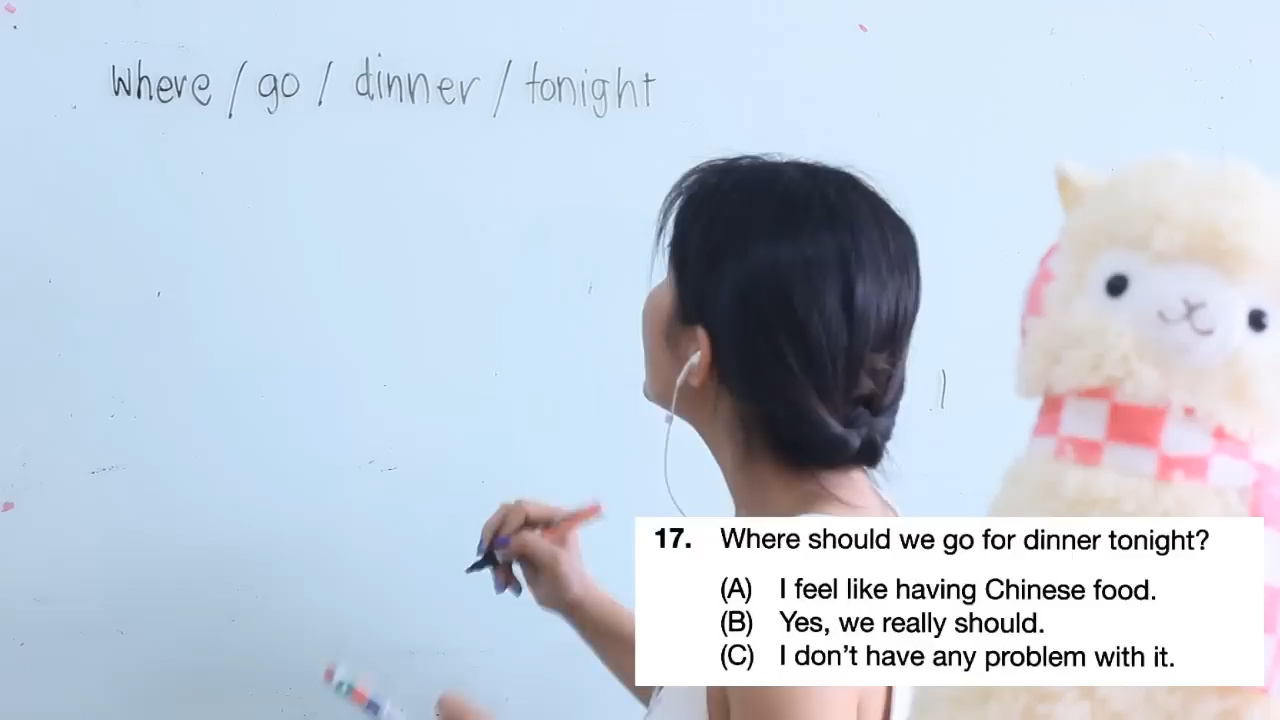 where / go / dinner / tonight
17. Where should we go for dinner tonight?
(A) I feel like having Chinese food.
(B) Yes, we really should.
(C) I don't have any problem with it.